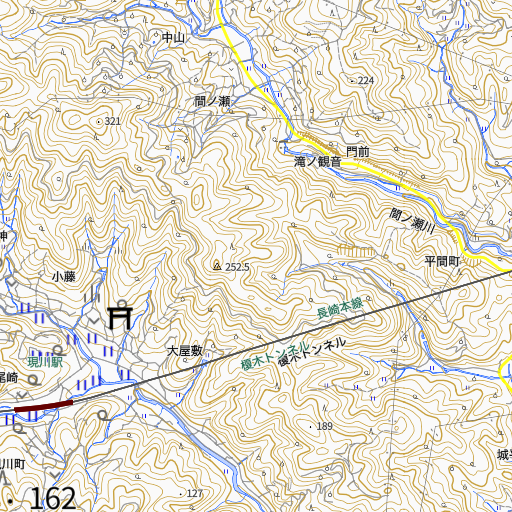 中山
224
間ノ瀬
321
門前
滝ノ観音
間ノ瀬川
神
平間町
252.5
小藤
長崎本線
大屋敷
榎木トンネル
榎木トンネル
現川駅
尾崎
189
城平
現川町
127
162